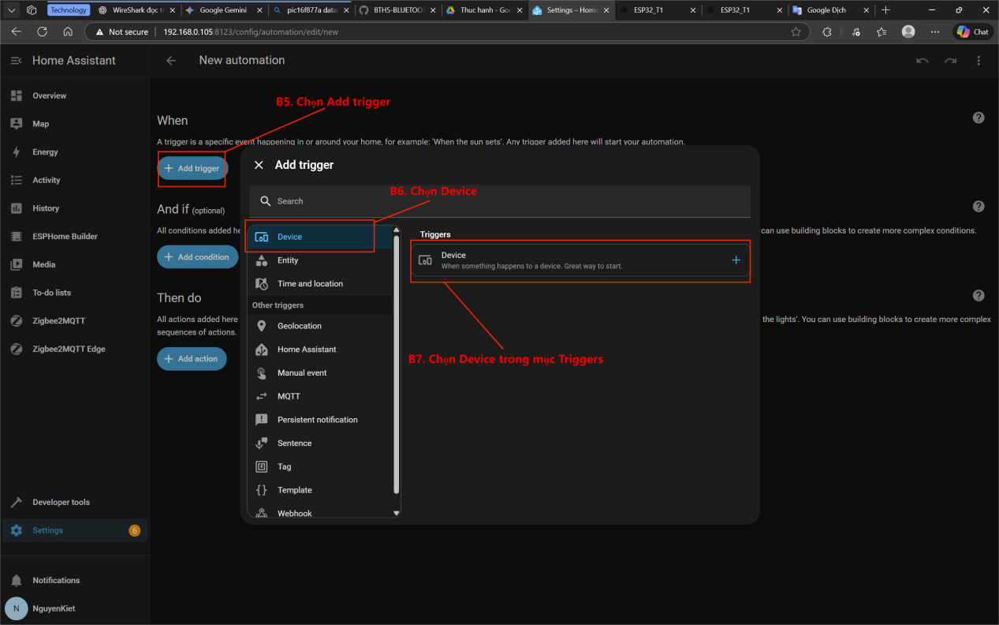 Technology
WireShark đọc t
Google Gemini
pic16f877a datas
BTH5-BLUETOOT
Thuc hanh - Goo
Settings – Home
ESP32_T1
ESP32_T1
Google Dịch
Not secure
192.168.0.105:8123/config/automation/edit/new
Chat
Home Assistant
New automation
Overview
Map
Energy
Activity
History
ESPHome Builder
Media
To-do lists
Zigbee2MQTT
Zigbee2MQTT Edge
Developer tools
Settings
6
Notifications
N
NguyenKiet
B5. Chọn Add trigger
When
A trigger is a specific event happening in or around your home, for example: 'When the sun sets'. Any trigger added here will start your automation.
Add trigger
And if (optional)
All conditions added he
can use building blocks to create more complex conditions.
Add condition
Then do
All actions added here
the lights'. You can use building blocks to create more complex
sequences of actions.
Add action
Add trigger
Search
B6. Chọn Device
Device
Entity
Time and location
Other triggers
Geolocation
Home Assistant
Manual event
MQTT
Persistent notification
Sentence
Tag
Template
Webhook
Triggers
Device
When something happens to a device. Great way to start.
B7. Chọn Device trong mục Triggers